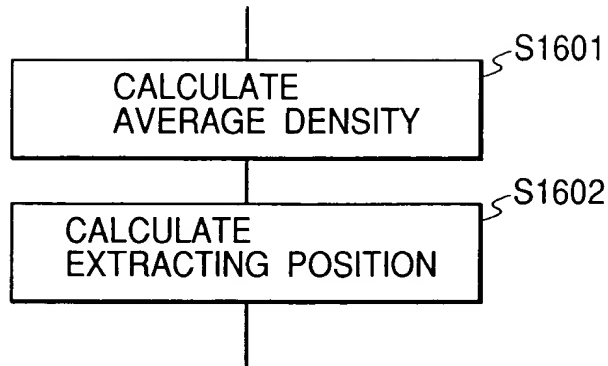 S1601
CALCULATE
AVERAGE DENSITY
S1602
CALCULATE
EXTRACTING POSITION